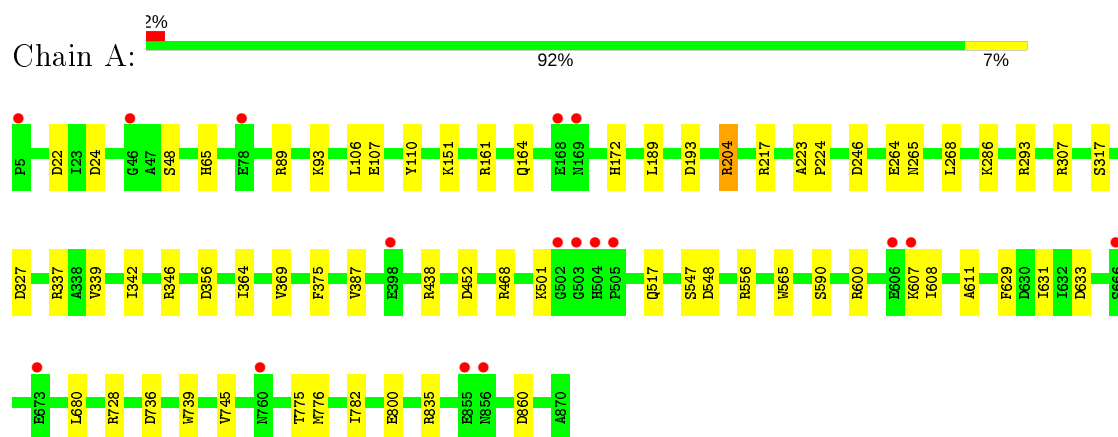 2%
Chain A:
92% 7%
P5 D22 I23 D24 G46 A47 S48 H65 E78 R89 K93 L106 E107 Y110 K151 R161 Q164 E168 N169 H172 L189 D193 R204 R217 A223 P224 D246 E264 N265 L268 K286 R293 R307 S317
D327 R337 A338 V339 I342 R346 D356 I364 V369 F375 V387 E398 R438 D452 R468 K501 G502 G503 H504 P505 Q517 S547 D548 R556 W565 S590 R600 E606 K607 I608 A611 F629 D630 I631 I632 D633 S666
E673 L680 R728 D736 W739 V745 N760 T775 M776 I782 E800 R835 E855 N856 D860 A870